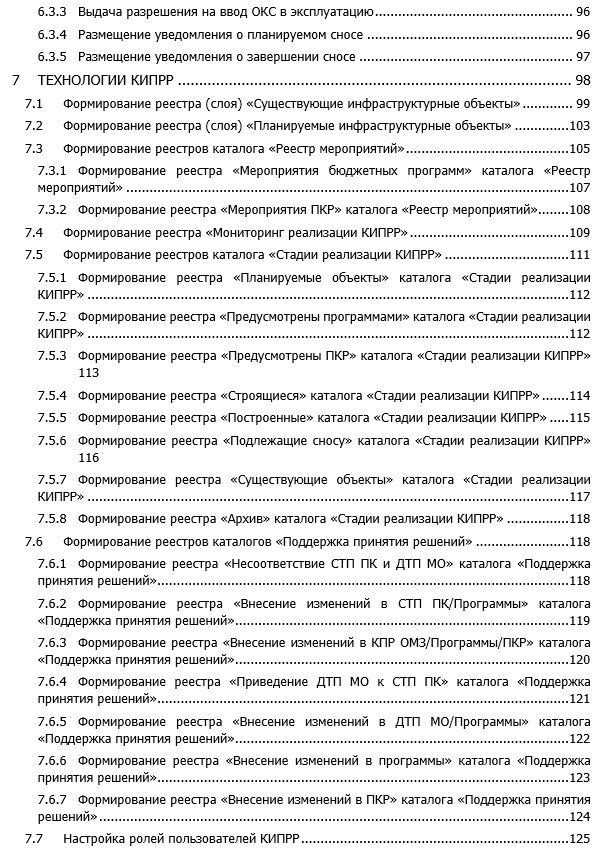 6.3.3 Выдача разрешения на ввод ОКС в эксплуатацию........ 96
6.3.4 Размещение уведомления о планируемом сносе ........ 96
6.3.5 Размещение уведомления о завершении сносе ........ 97
7 ТЕХНОЛОГИИ КИПРР ........ 98
7.1 Формирование реестра (слоя) «Существующие инфраструктурные объекты» ........ 99
7.2 Формирование реестра (слоя) «Планируемые инфраструктурные объекты» ........ 103
7.3 Формирование реестров каталога «Реестр мероприятий»........ 105
7.3.1 Формирование реестра «Мероприятия бюджетных программ» каталога «Реестр
мероприятий» ........ 107
7.3.2 Формирование реестра «Мероприятия ПКР» каталога «Реестр мероприятий»........ 108
7.4 Формирование реестра «Мониторинг реализации КИПРР»........ 109
7.5 Формирование реестров каталога «Стадии реализации КИПРР» ........ 111
7.5.1 Формирование реестра «Планируемые объекты» каталога «Стадии реализации
КИПРР» ........112
7.5.2 Формирование реестра «Предусмотрены программами» каталога «Стадии реализации
КИПРР» ........112
7.5.3 Формирование реестра «Предусмотрены ПКР» каталога «Стадии реализации КИПРР»
113
7.5.4 Формирование реестра «Строящиеся» каталога «Стадии реализации КИПРР» ........114
7.5.5 Формирование реестра «Построенные» каталога «Стадии реализации КИПРР» ........115
7.5.6 Формирование реестра «Подлежащие сносу» каталога «Стадии реализации КИПРР»
116
7.5.7 Формирование реестра «Существующие объекты» каталога «Стадии реализации
КИПРР» ........117
7.5.8 Формирование реестра «Архив» каталога «Стадии реализации КИПРР» ........118
7.6 Формирование реестров каталогов «Поддержка принятия решений» ........118
7.6.1 Формирование реестра «Несоответствие СТП ПК и ДТП МО» каталога «Поддержка
принятия решений»........118
7.6.2 Формирование реестра «Внесение изменений в СТП ПК/Программы» каталога
«Поддержка принятия решений»........119
7.6.3 Формирование реестра «Внесение изменений в КПР ОМЗ/Программы/ПКР» каталога
«Поддержка принятия решений»........120
7.6.4 Формирование реестра «Приведение ДТП МО к СТП ПК» каталога «Поддержка
принятия решений»........121
7.6.5 Формирование реестра «Внесение изменений в ДТП МО/Программы» каталога
«Поддержка принятия решений»........122
7.6.6 Формирование реестра «Внесение изменений в программы» каталога «Поддержка
принятия решений»........123
7.6.7 Формирование реестра «Внесение изменений в ПКР» каталога «Поддержка принятия
решений»........124
7.7 Настройка ролей пользователей КИПРР........125